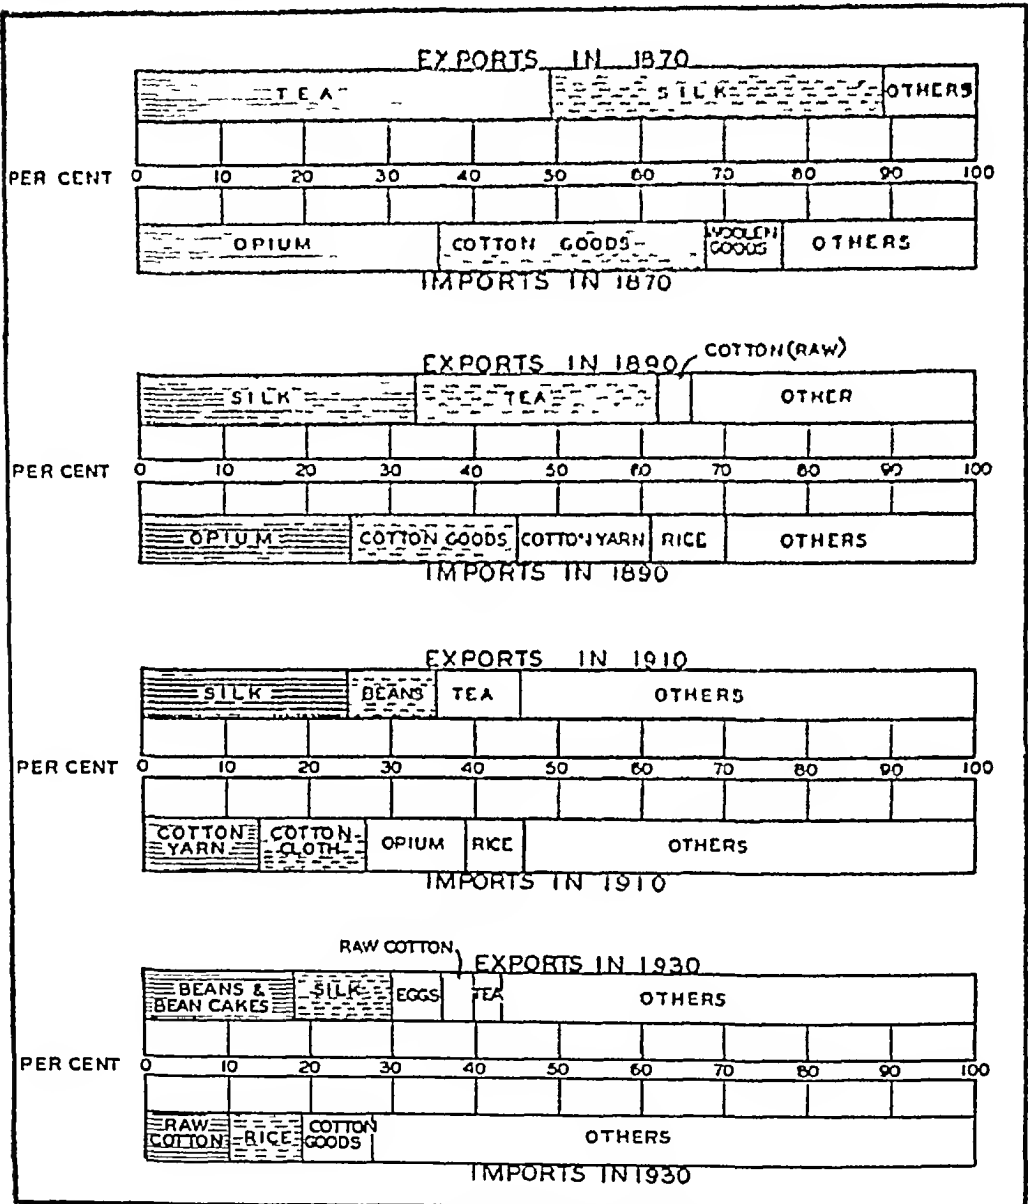 EXPORTS IN 1870
TEA SILK OTHERS
PER CENT 0 10 20 30 40 50 60 70 80 90 100
OPIUM COTTON GOODS WOOLEN GOODS OTHERS
IMPORTS IN 1870
EXPORTS IN 1890 COTTON (RAW)
SILK TEA OTHER
PER CENT 0 10 20 30 40 50 60 70 80 90 100
OPIUM COTTON GOODS COTTON YARN RICE OTHERS
IMPORTS IN 1890
EXPORTS IN 1910
SILK BEANS TEA OTHERS
PER CENT 0 10 20 30 40 50 60 70 80 90 100
COTTON YARN COTTON CLOTH OPIUM RICE OTHERS
IMPORTS IN 1910
RAW COTTON EXPORTS IN 1930
BEANS & BEAN CAKES SILK EGGS TEA OTHERS
PER CENT 0 10 20 30 40 50 60 70 80 90 100
RAW COTTON RICE COTTON GOODS OTHERS
IMPORTS IN 1930